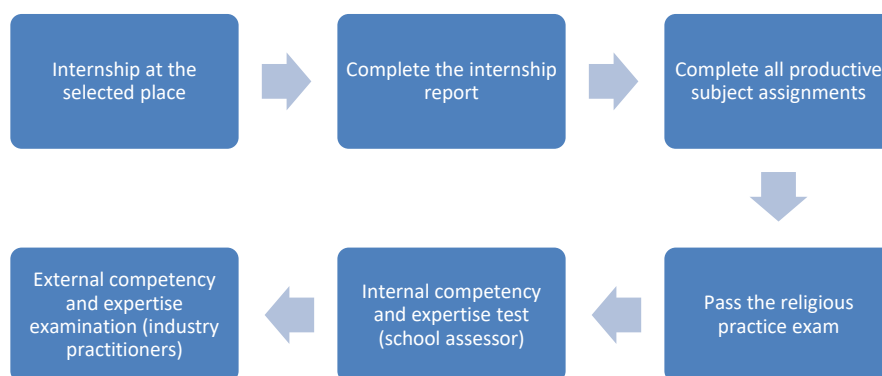 Internship at the
selected place
Complete the internship
report
Complete all productive
subject assignments
Pass the religious
practice exam
Internal competency
and expertise test
(school assessor)
External competency
and expertise
examination (industry
practitioners)